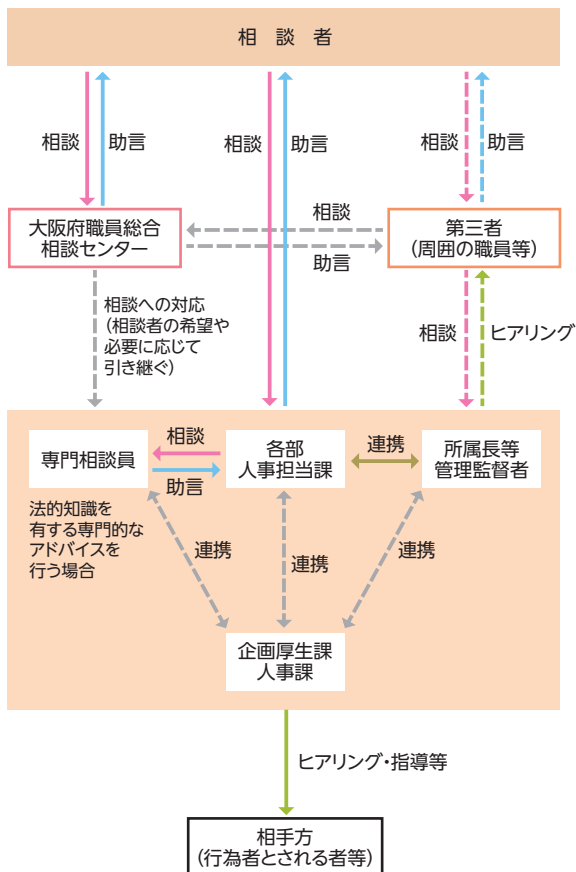 相 談 者
相談
助言
相談
助言
相談
助言
大阪府職員総合
相談センター
相談
助言
第三者
(周囲の職員等)
相談への対応
(相談者の希望や
必要に応じて
引き継ぐ)
相談
ヒアリング
専門相談員
相談
助言
各部
人事担当課
連携
所属長等
管理監督者
法的知識を
有する専門的な
アドバイスを
行う場合
連携
連携
連携
企画厚生課
人事課
ヒアリング・指導等
相手方
(行為者とされる者等)